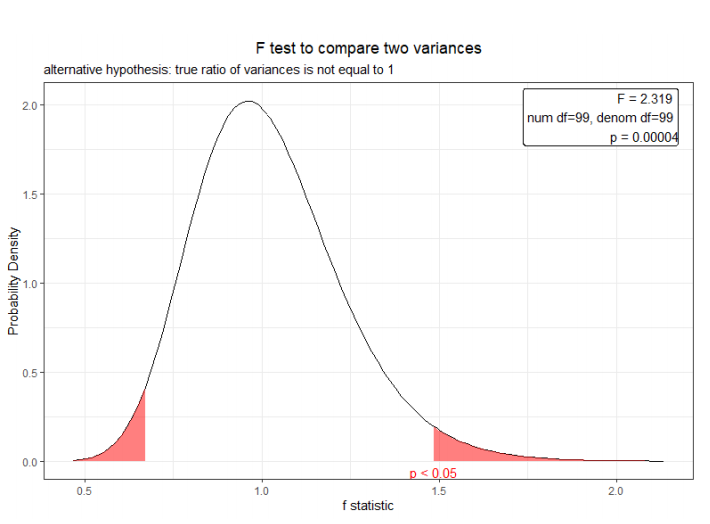 F test to compare two variances
alternative hypothesis: true ratio of variances is not equal to 1
F = 2.319
num df=99, denom df=99
p = 0.00004
2.0
1.5
1.0
0.5
0.0
Probability Density
p < 0.05
0.5
1.0
1.5
2.0
f statistic